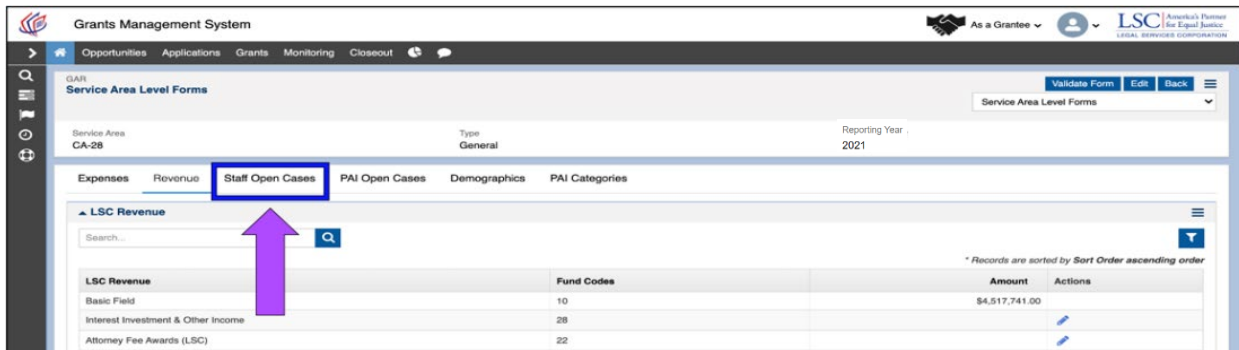 Grants Management System
As a Grantee
LSC America's Partner for Equal Justice
LEGAL SERVICES CORPORATION
Opportunities Applications Grants Monitoring Closeout
GAR
Service Area Level Forms
Validate Form Edit Back
Service Area Level Forms
Service Area Type Reporting Year .
CA-28 General 2021
Expenses Revenue Staff Open Cases PAI Open Cases Demographics PAI Categories
LSC Revenue
Search...
* Records are sorted by Sort Order ascending order
LSC Revenue Fund Codes Amount Actions
Basic Field 10 $4,517,741.00
Interest Investment & Other Income 28
Attorney Fee Awards (LSC) 22